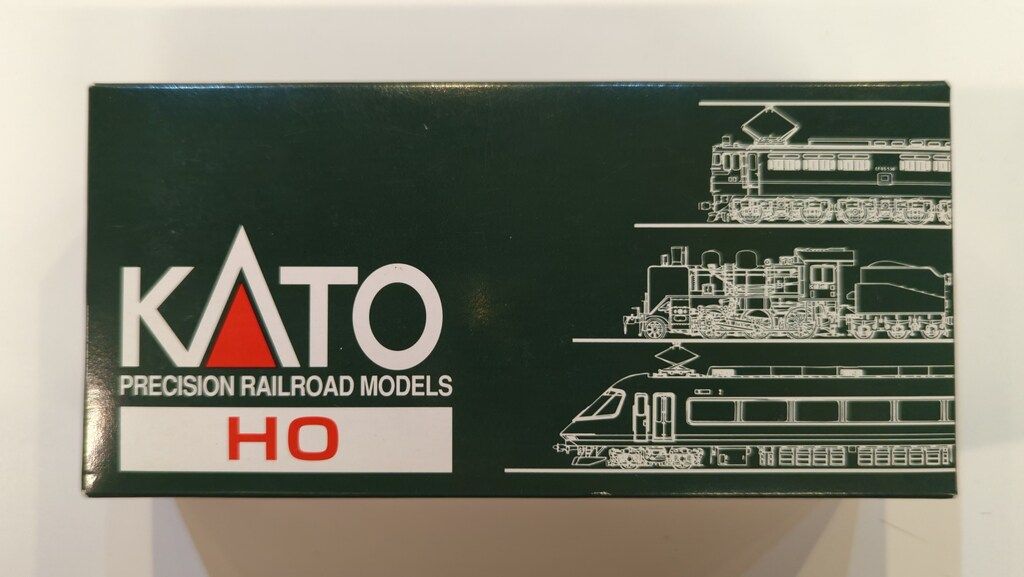 KATO
PRECISION RAILROAD MODELS
HO